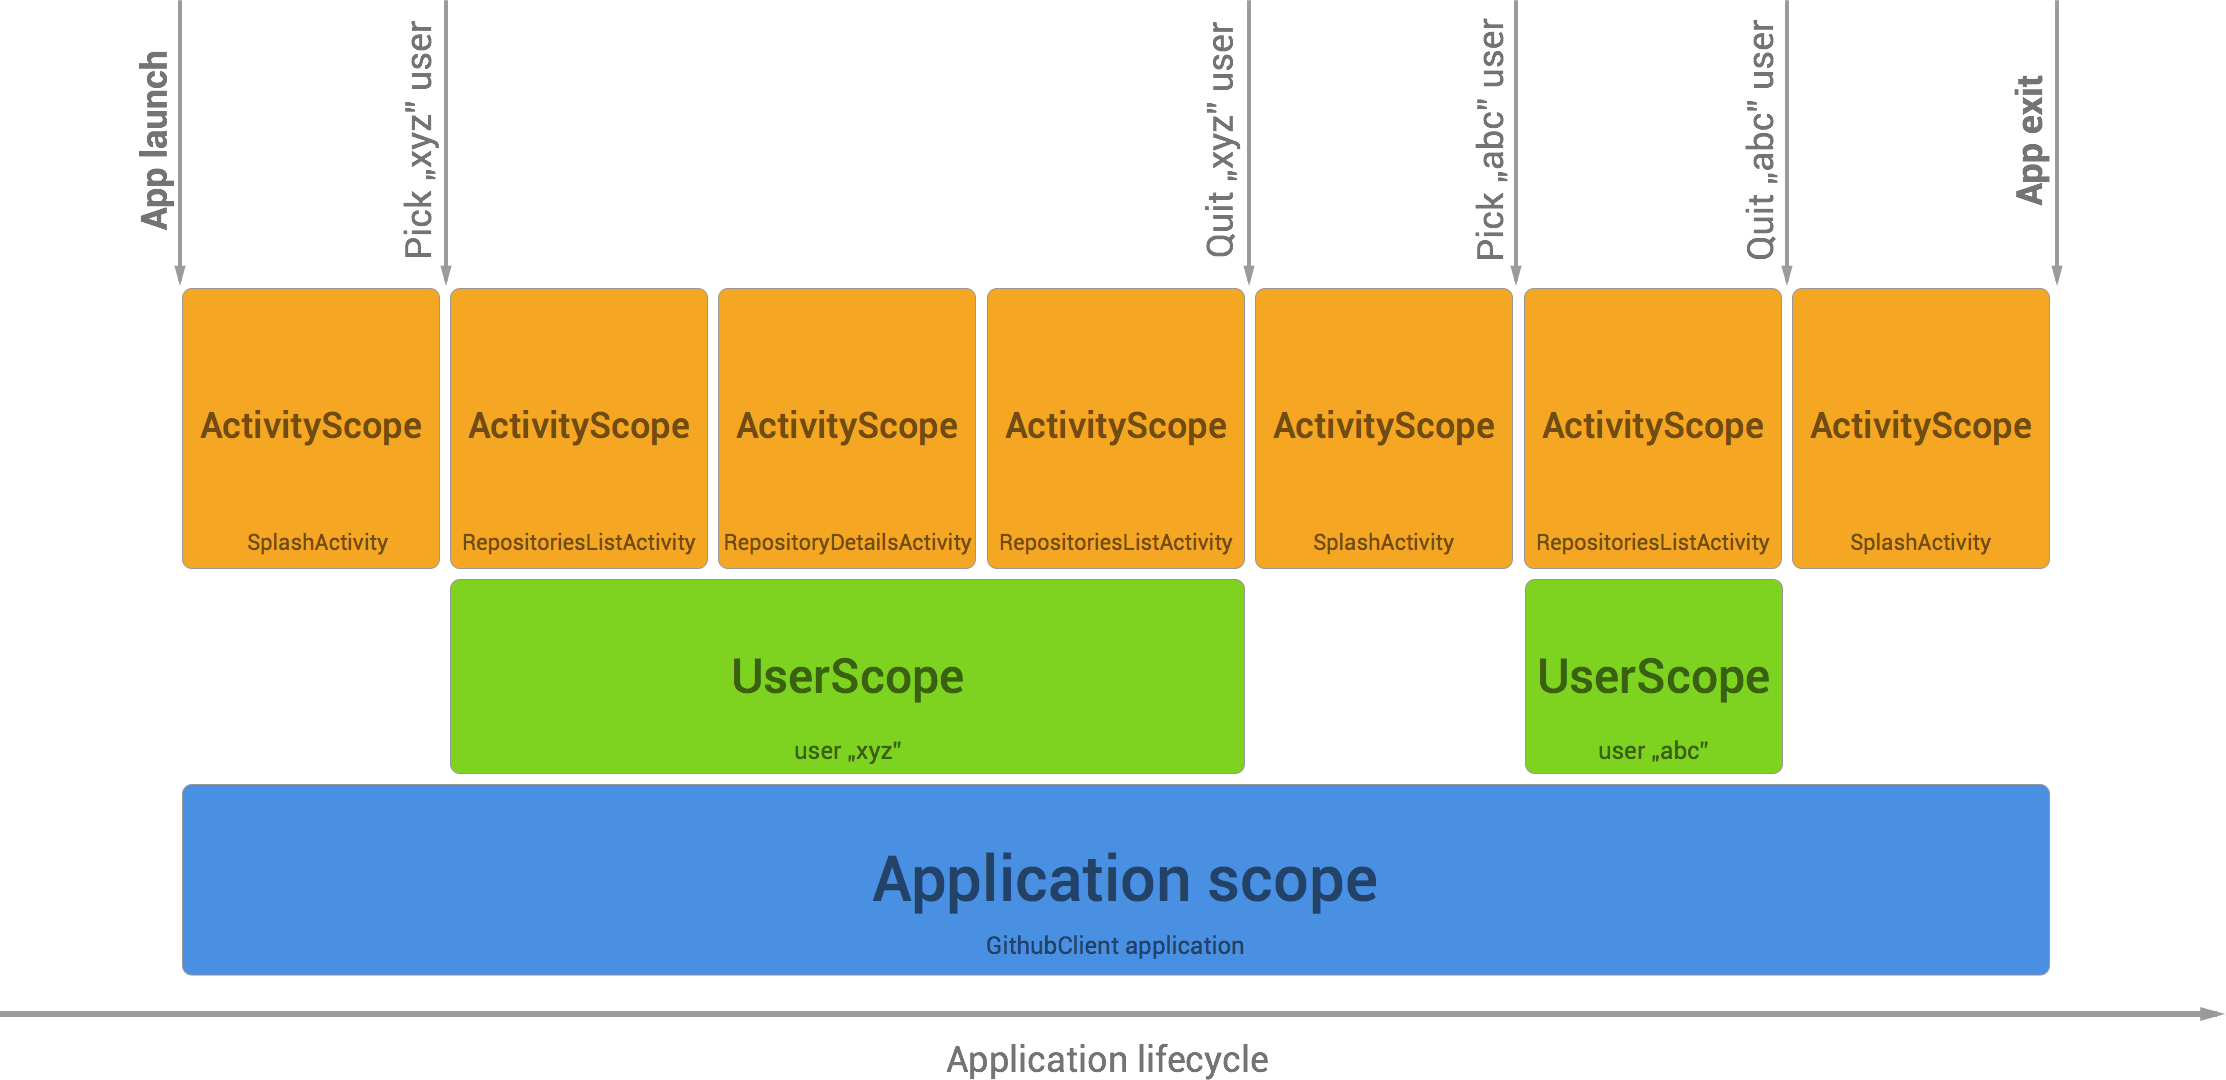 App launch
Pick „xyz” user
Quit „xyz” user
Pick „abc” user
Quit „abc” user
App exit
ActivityScope
SplashActivity
ActivityScope
RepositoriesListActivity
ActivityScope
RepositoryDetailsActivity
ActivityScope
RepositoriesListActivity
ActivityScope
SplashActivity
ActivityScope
RepositoriesListActivity
ActivityScope
SplashActivity
UserScope
user „xyz”
UserScope
user „abc”
Application scope
GithubClient application
Application lifecycle